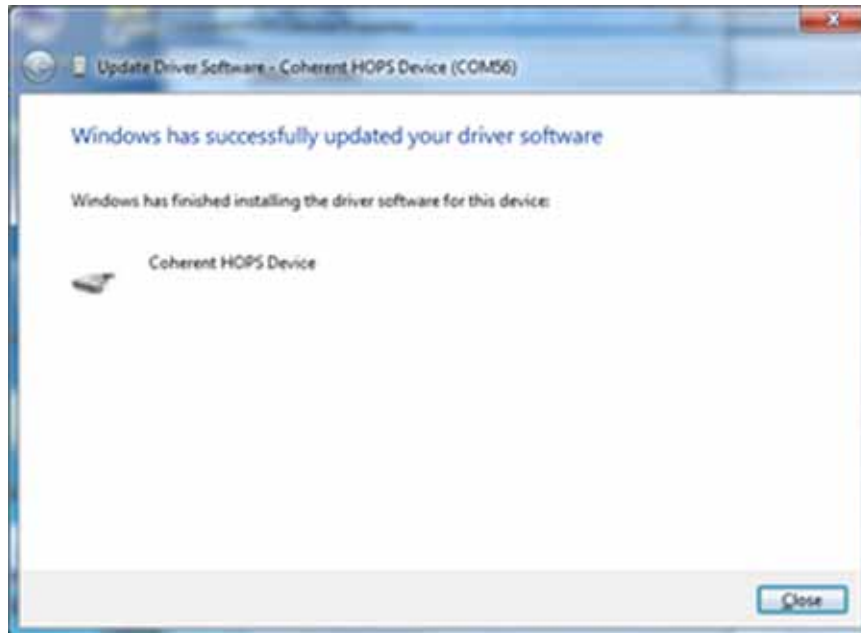 Update Driver Software - Coherent HOPS Device (COM56)
Windows has successfully updated your driver software
Windows has finished installing the driver software for this device:
Coherent HOPS Device
Close